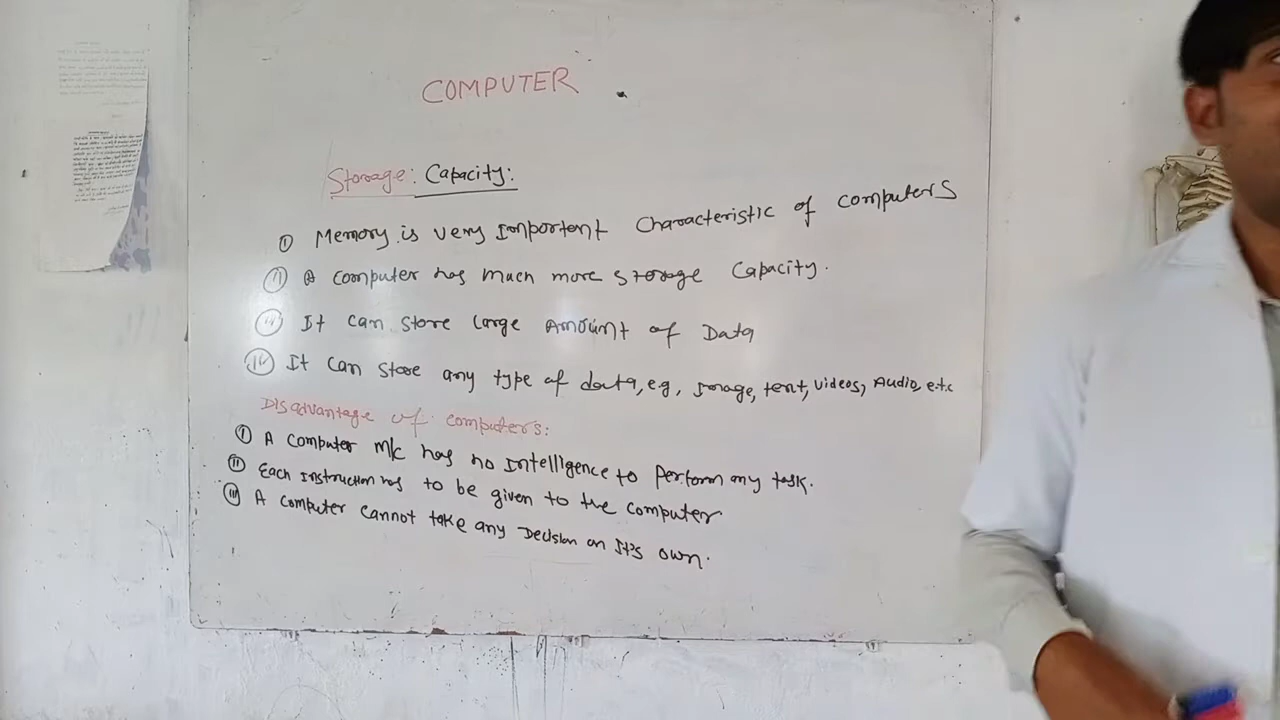 COMPUTER
Storage: Capacity:
(i) Memory is very Important Characteristic of computers
(ii) A computer has much more storage Capacity.
(iii) It can store large Amount of Data
(iv) It can store any type of data, e.g, Image, text, videos, Audio, e.t.c
Disadvantage of computers:
(i) A computer m/c has no Intelligence to perform any task.
(ii) Each Instruction has to be given to the computer
(iii) A computer cannot take any Decision on It's own.